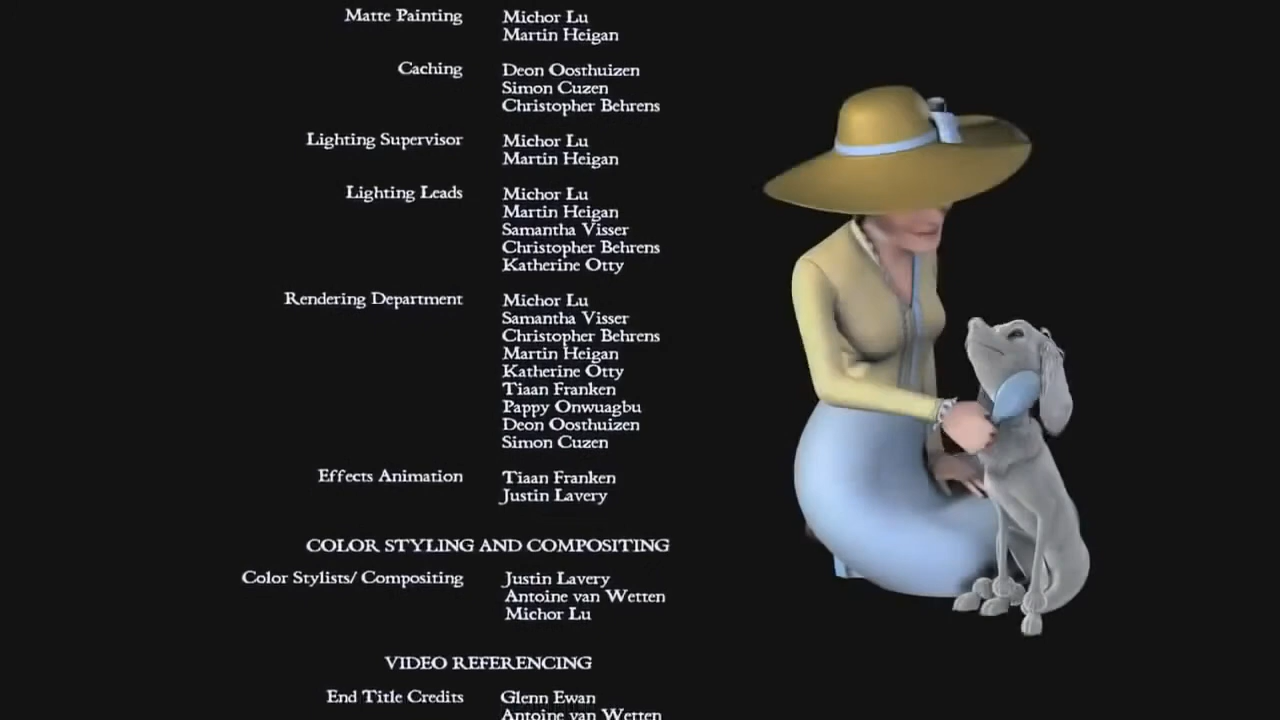 Matte Painting Michor Lu
Martin Heigan
Caching Deon Oosthuizen
Simon Cuzen
Christopher Behrens
Lighting Supervisor Michor Lu
Martin Heigan
Lighting Leads Michor Lu
Martin Heigan
Samantha Visser
Christopher Behrens
Katherine Otty
Rendering Department Michor Lu
Samantha Visser
Christopher Behrens
Martin Heigan
Katherine Otty
Tiaan Franken
Pappy Onwuagbu
Deon Oosthuizen
Simon Cuzen
Effects Animation Tiaan Franken
Justin Lavery
COLOR STYLING AND COMPOSITING
Color Stylists/ Compositing Justin Lavery
Antoine van Wetten
Michor Lu
VIDEO REFERENCING
End Title Credits Glenn Ewan
Antoine van Wetten